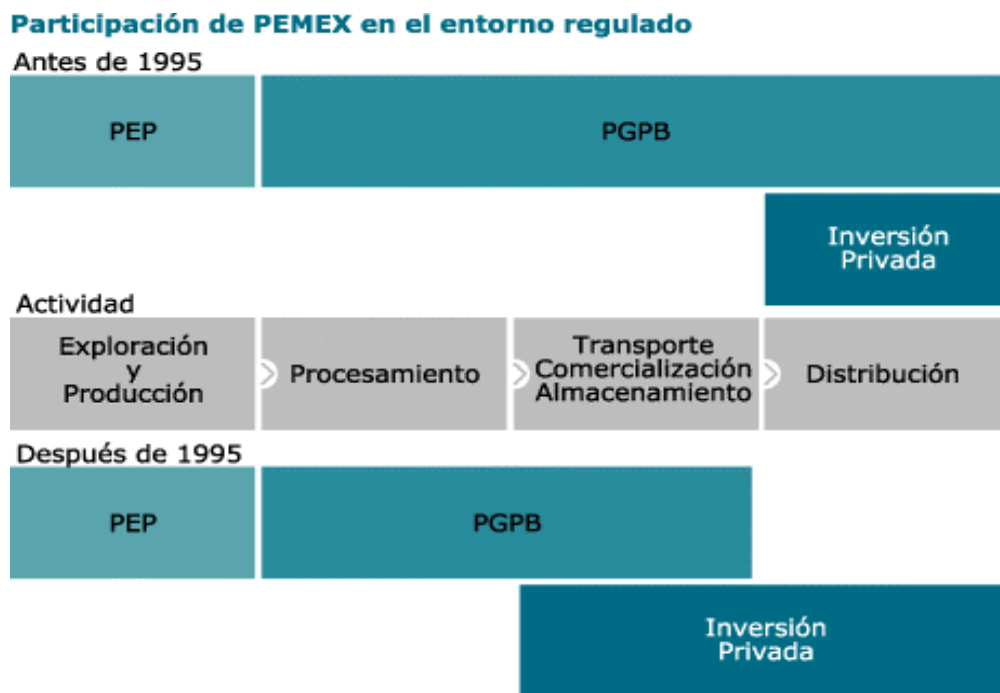 Participación de PEMEX en el entorno regulado
Antes de 1995
PEP
PGPB
Inversión
Privada
Actividad
Exploración
y
Producción
Procesamiento
Transporte
Comercialización
Almacenamiento
Distribución
Después de 1995
PEP
PGPB
Inversión
Privada